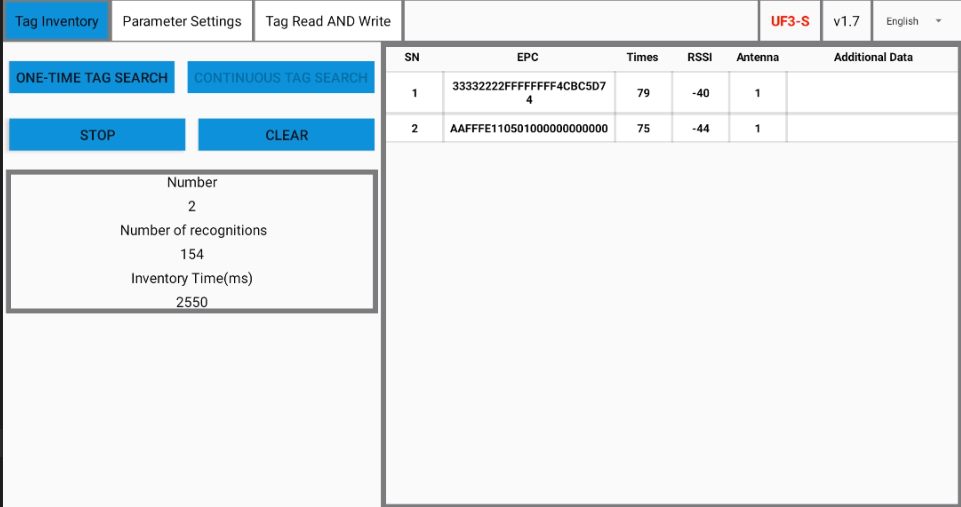 Tag Inventory
Parameter Settings
Tag Read AND Write
UF3-S
v1.7
English
ONE-TIME TAG SEARCH
CONTINUOUS TAG SEARCH
STOP
CLEAR
Number
2
Number of recognitions
154
Inventory Time(ms)
2550
SN EPC Times RSSI Antenna Additional Data
1 33332222FFFFFFFF4CBC5D7 79 -40 1
4
2 AAFFFE110501000000000000 75 -44 1